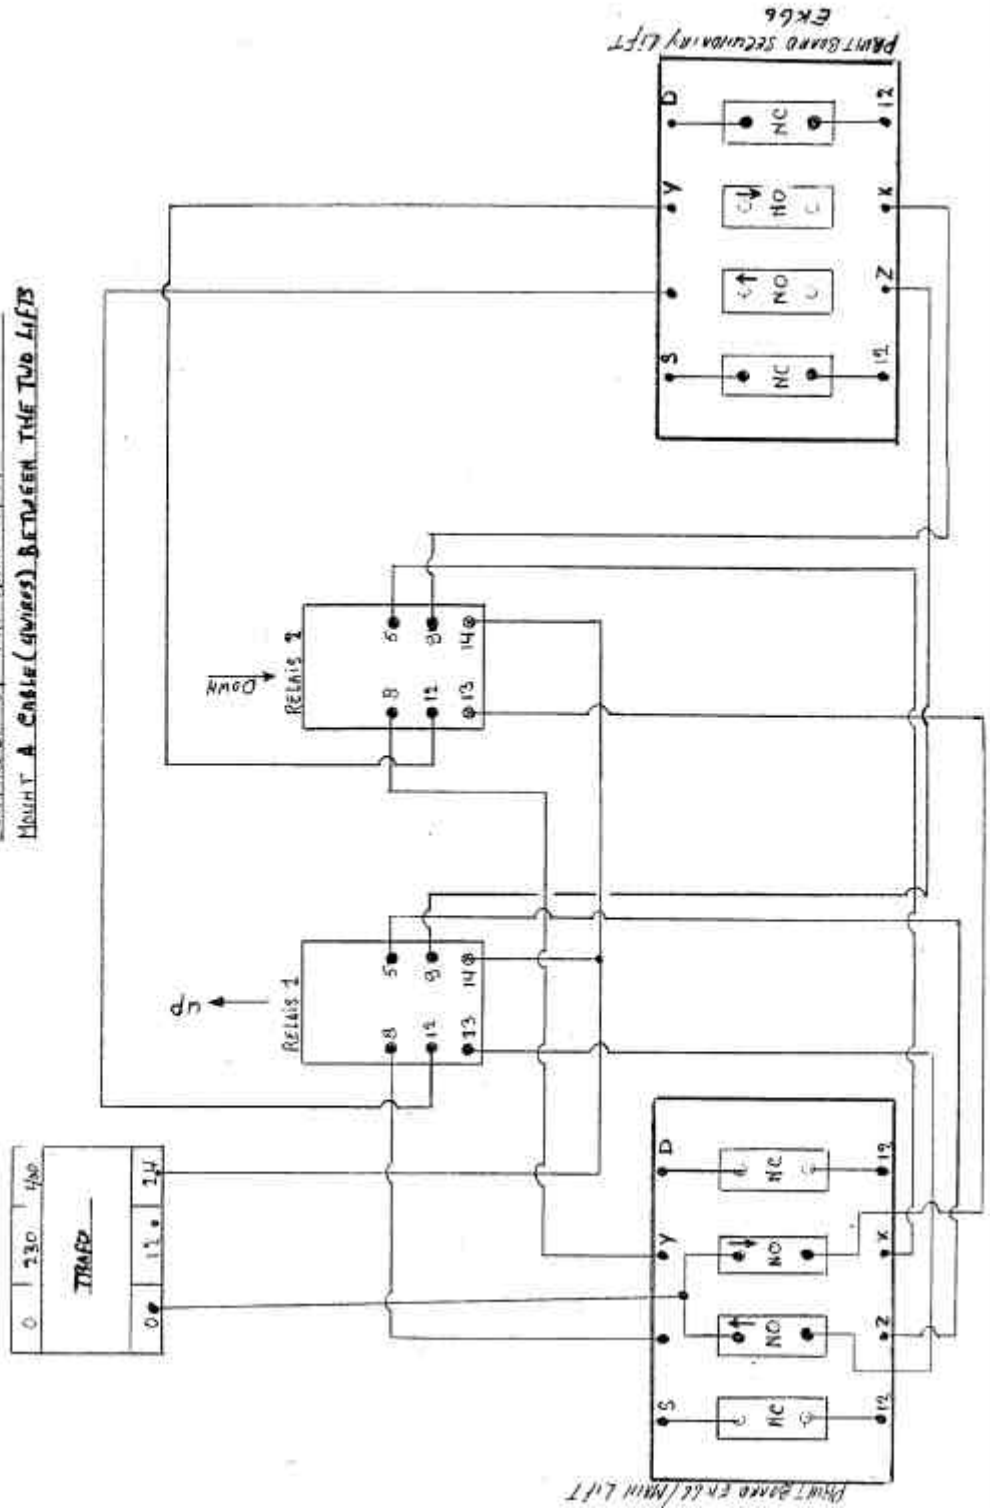 MOUNT A CABLE (4WIRES) BETWEEN THE TWO LIFTS
0 230 400
TRAFO
0 12 24
UP
RELAIS 1
8 5
12 9
13 14
DOWN
RELAIS 2
8 5
12 9
13 14
PRINTBOARD EK66/MAIN LIFT
S Y D
NC NO NO NC
12 Z X 12
PRINTBOARD SECUNDAIRY LIFT
EK66
S Y D
NC NO NO NC
12 Z X 12